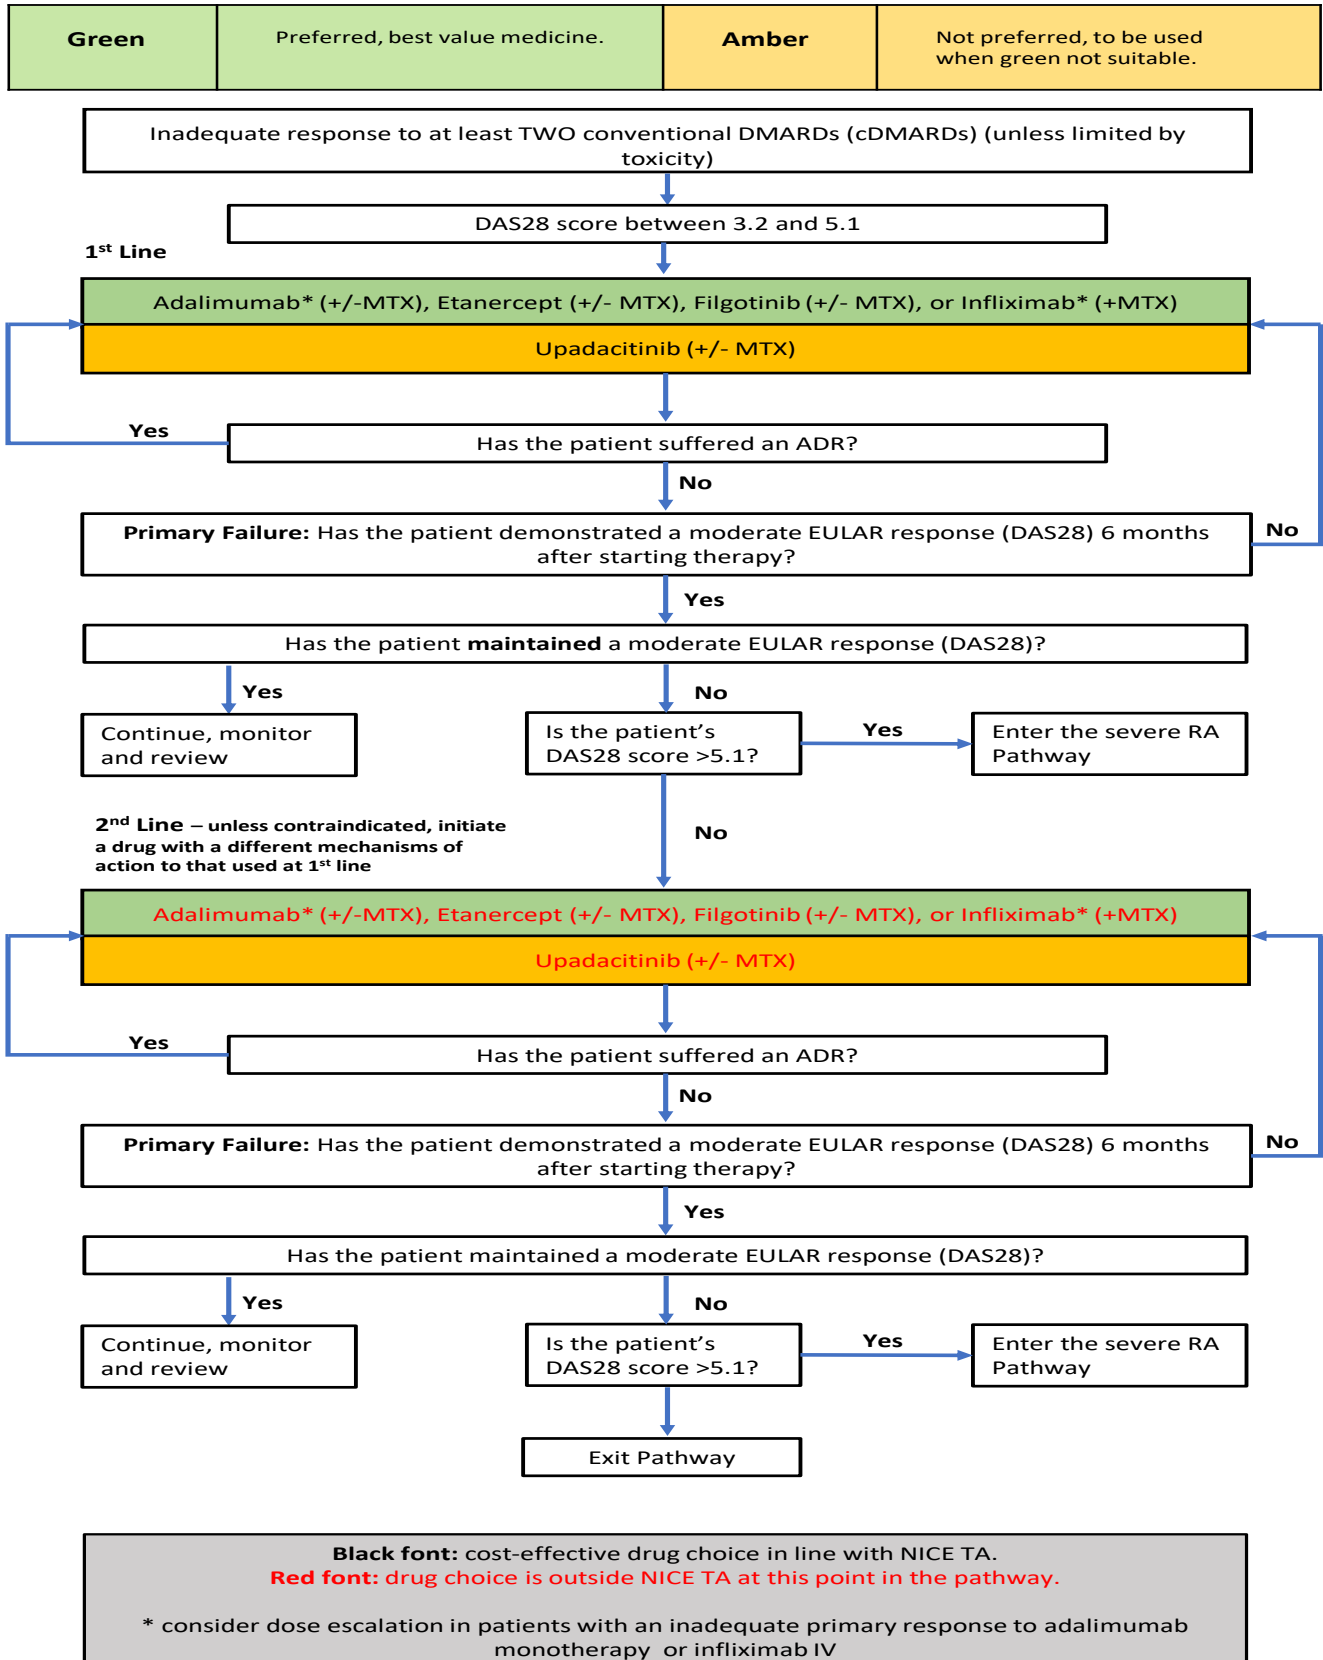 Green
Preferred, best value medicine.
Amber
Not preferred, to be used
when green not suitable.
Inadequate response to at least TWO conventional DMARDs (cDMARDs) (unless limited by
toxicity)
DAS28 score between 3.2 and 5.1
1st Line
Adalimumab* (+/-MTX), Etanercept (+/- MTX), Filgotinib (+/- MTX), or Infliximab* (+MTX)
Upadacitinib (+/- MTX)
Yes
Has the patient suffered an ADR?
No
Primary Failure: Has the patient demonstrated a moderate EULAR response (DAS28) 6 months
after starting therapy?
No
Yes
Has the patient maintained a moderate EULAR response (DAS28)?
Yes
No
Continue, monitor
and review
Is the patient's
DAS28 score >5.1?
Yes
Enter the severe RA
Pathway
2nd Line – unless contraindicated, initiate
a drug with a different mechanisms of
action to that used at 1st line
No
Adalimumab* (+/-MTX), Etanercept (+/- MTX), Filgotinib (+/- MTX), or Infliximab* (+MTX)
Upadacitinib (+/- MTX)
Yes
Has the patient suffered an ADR?
No
Primary Failure: Has the patient demonstrated a moderate EULAR response (DAS28) 6 months
after starting therapy?
No
Yes
Has the patient maintained a moderate EULAR response (DAS28)?
Yes
No
Continue, monitor
and review
Is the patient's
DAS28 score >5.1?
Yes
Enter the severe RA
Pathway
Exit Pathway
Black font: cost-effective drug choice in line with NICE TA.
Red font: drug choice is outside NICE TA at this point in the pathway.
* consider dose escalation in patients with an inadequate primary response to adalimumab
monotherapy or infliximab IV